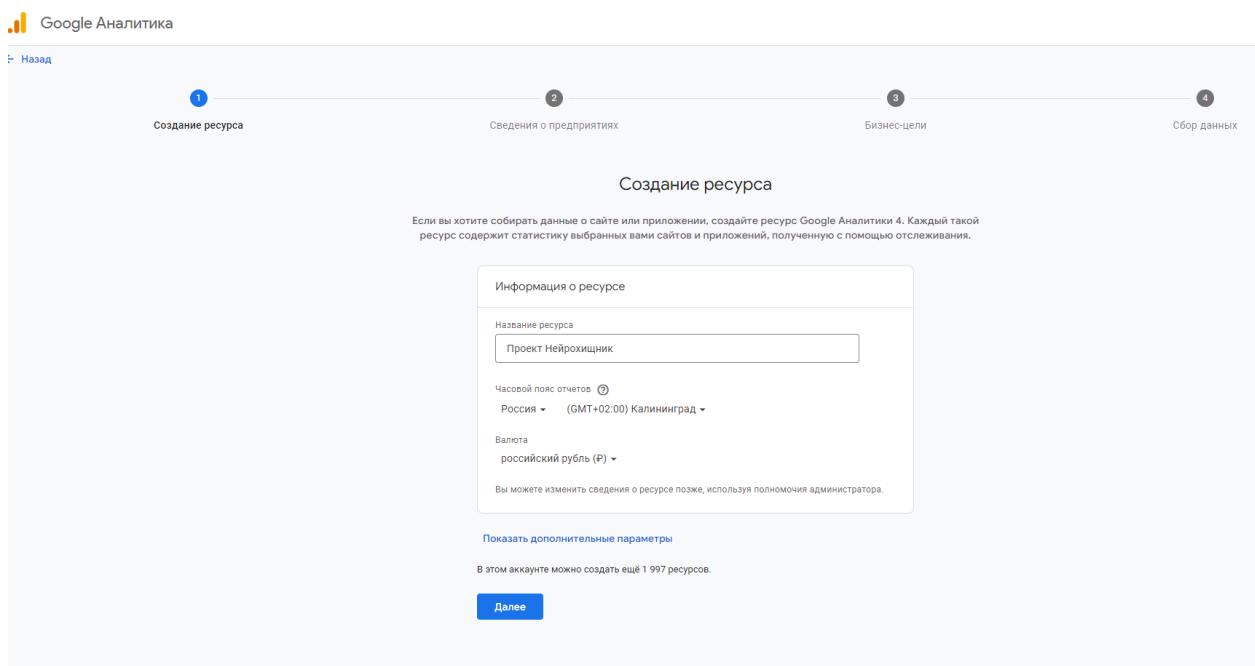 Google Аналитика
← Назад
1
2
3
4
Создание ресурса
Сведения о предприятиях
Бизнес-цели
Сбор данных
Создание ресурса
Если вы хотите собирать данные о сайте или приложении, создайте ресурс Google Аналитики 4. Каждый такой
ресурс содержит статистику выбранных вами сайтов и приложений, полученную с помощью отслеживания.
Информация о ресурсе
Название ресурса
Проект Нейрохищник
Часовой пояс отчетов ?
Россия (GMT+02:00) Калининград
Валюта
российский рубль (₽)
Вы можете изменить сведения о ресурсе позже, используя полномочия администратора.
Показать дополнительные параметры
В этом аккаунте можно создать ещё 1 997 ресурсов.
Далее